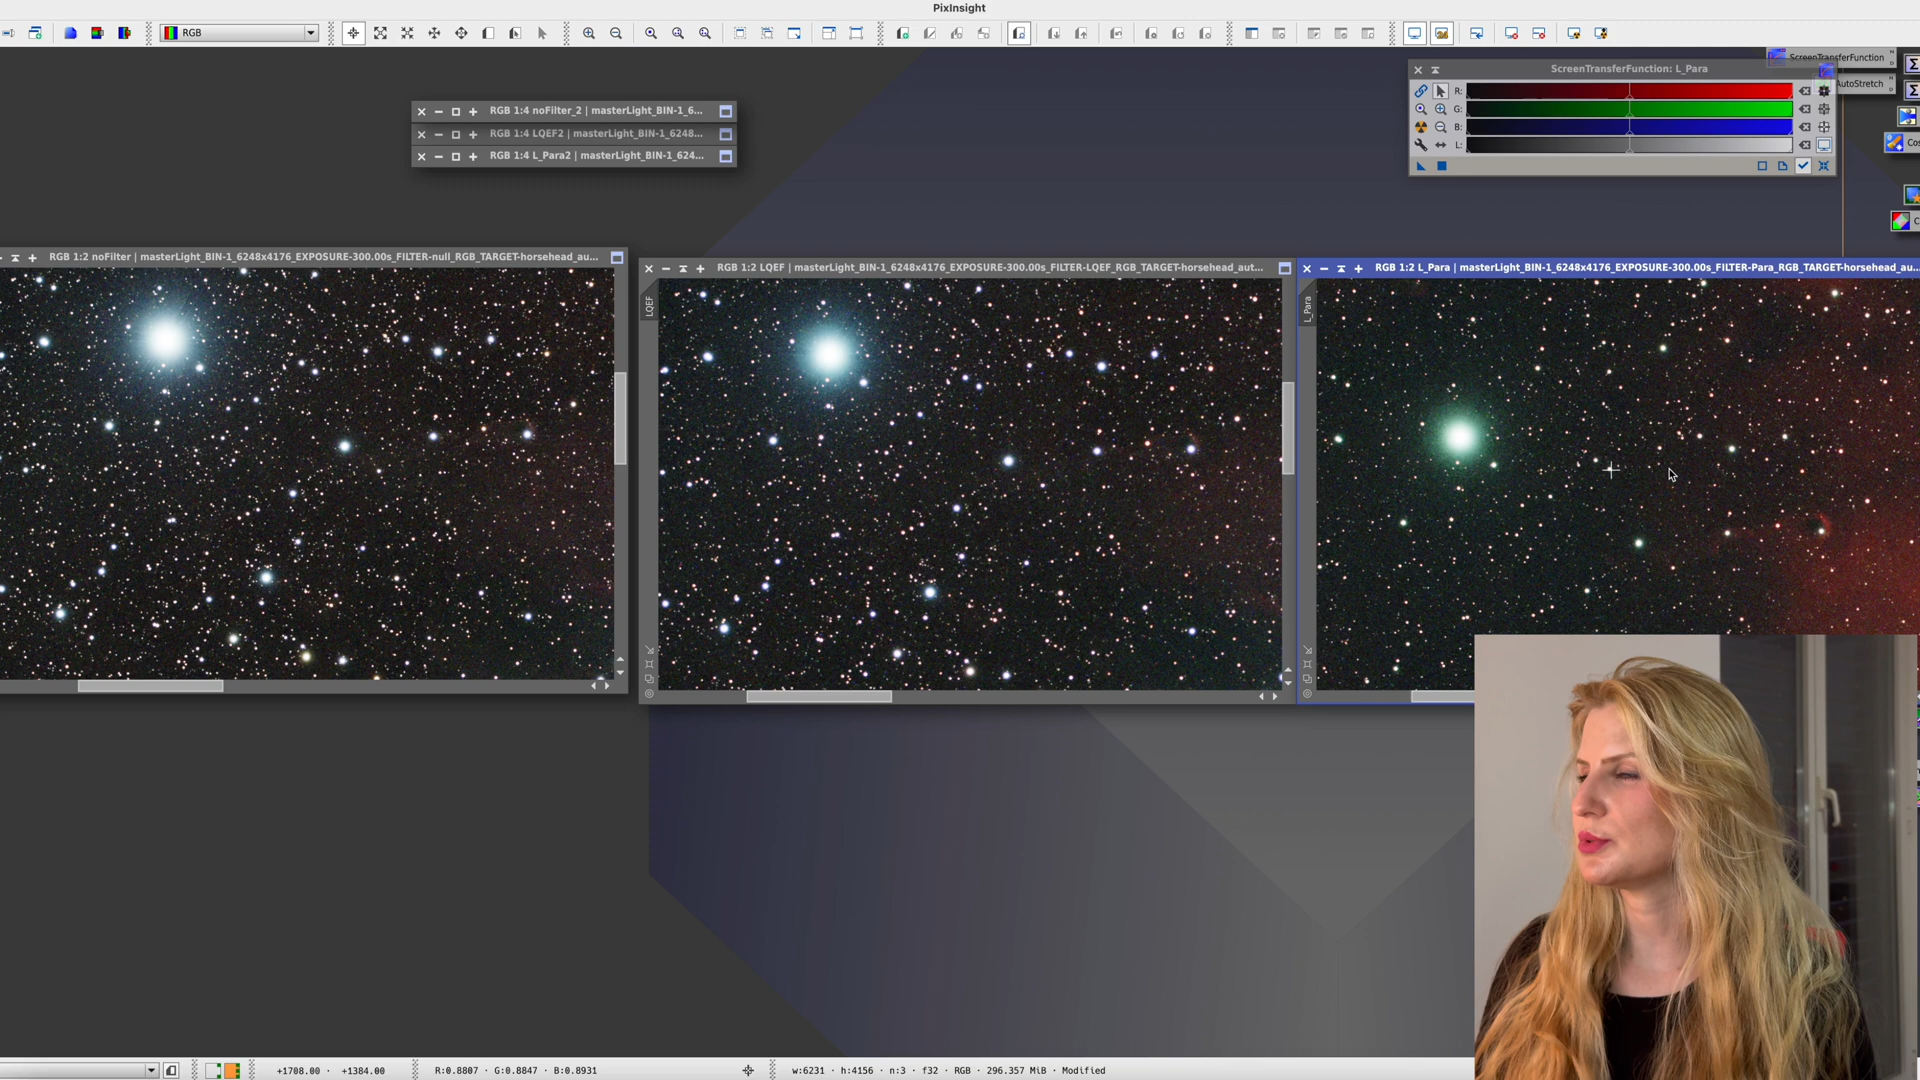 PixInsight
RGB
ScreenTransferFunction
AutoStretch
ScreenTransferFunction: L_Para
R:
G:
B:
L:
RGB 1:4 noFilter_2 | masterLight_BIN-1_6...
RGB 1:4 LQEF2 | masterLight_BIN-1_6248...
RGB 1:4 L_Para2 | masterLight_BIN-1_624...
RGB 1:2 noFilter | masterLight_BIN-1_6248x4176_EXPOSURE-300.00s_FILTER-null_RGB_TARGET-horsehead_au...
RGB 1:2 LQEF | masterLight_BIN-1_6248x4176_EXPOSURE-300.00s_FILTER-LQEF_RGB_TARGET-horsehead_aut...
RGB 1:2 L_Para | masterLight_BIN-1_6248x4176_EXPOSURE-300.00s_FILTER-Para_RGB_TARGET-horsehead_au...
LQEF
L_Para
+1708.00 · +1384.00
R:0.8807 · G:0.8847 · B:0.8931
w:6231 · h:4156 · n:3 · f32 · RGB · 296.357 MiB · Modified